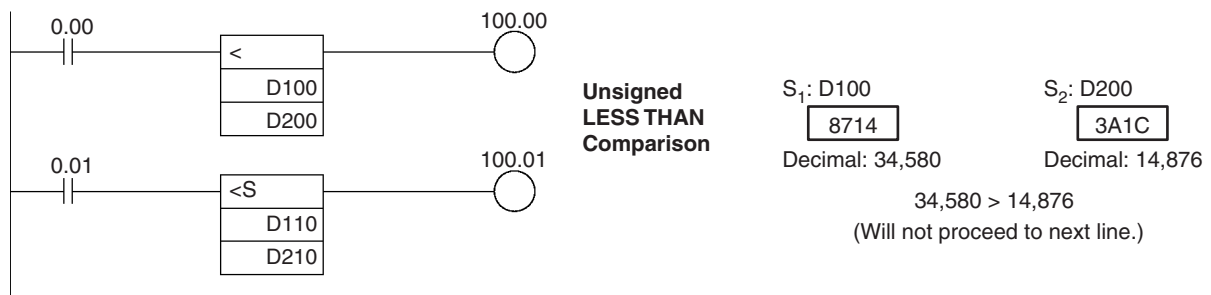 0.00
<
D100
D200
100.00
0.01
<S
D110
D210
100.01
Unsigned
LESS THAN
Comparison
S1: D100
8714
Decimal: 34,580
S2: D200
3A1C
Decimal: 14,876
34,580 > 14,876
(Will not proceed to next line.)